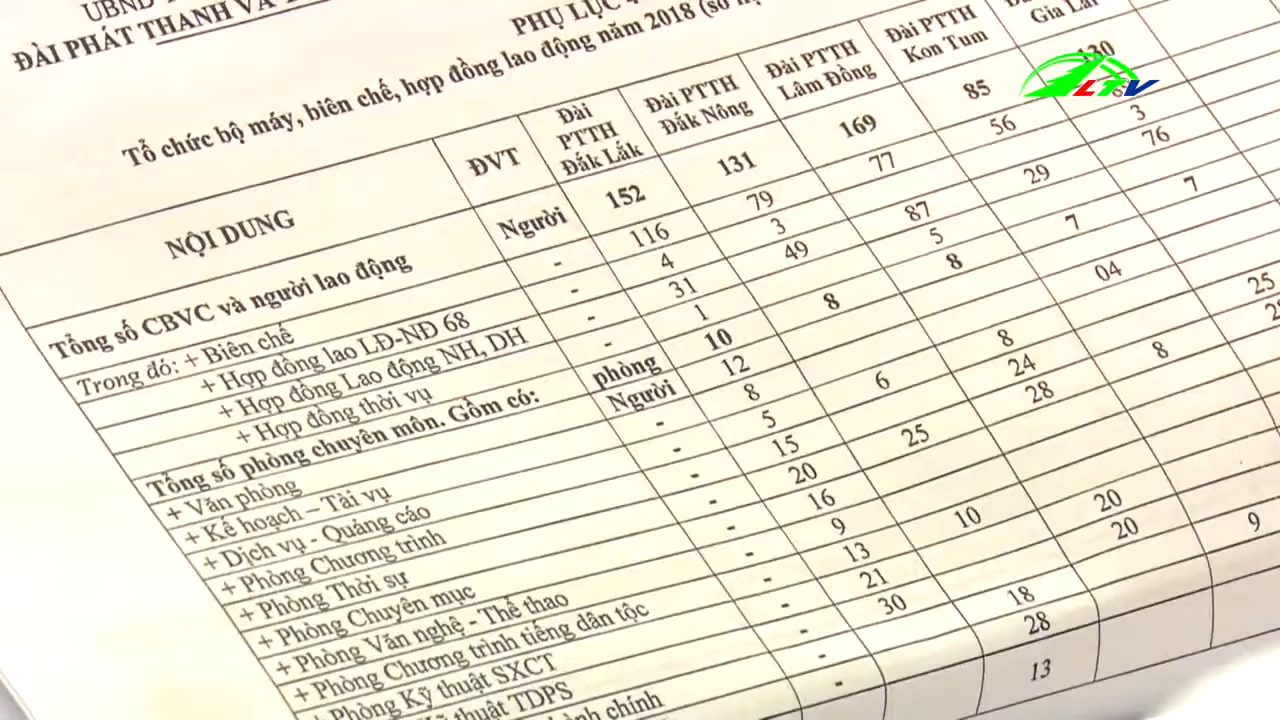 UBND
ĐÀI PHÁT THANH VÀ
PHỤ LỤC
Tổ chức bộ máy, biên chế, hợp đồng lao động năm 2018
NỘI DUNG ĐVT Đài PTTH Đắk Lắk Đài PTTH Đắk Nông Đài PTTH Lâm Đồng Đài PTTH Kon Tum Gia Lai
Tổng số CBVC và người lao động Người 152 131 169 85 130
Trong đó: + Biên chế - 116 79 77 56
+ Hợp đồng lao LĐ-NĐ 68 - 4 3 3
+ Hợp đồng Lao động NH, DH - 31 49 87 29 76
+ Hợp đồng thời vụ - 1 5
Tổng số phòng chuyên môn. Gồm có: phòng 10 8 8 7 7
+ Văn phòng Người 12 04
+ Kế hoạch – Tài vụ - 8 25
+ Dịch vụ - Quảng cáo - 5 6 8
+ Phòng Chương trình - 15 24 8
+ Phòng Thời sự - 20 25 28
+ Phòng Chuyên mục - 16
+ Phòng Văn nghệ - Thể thao - 9
+ Phòng Chương trình tiếng dân tộc - 13 10 20
+ Phòng Kỹ thuật SXCT - 21 20 9
Kỹ thuật TDPS - 30 18
hành chính - 28
- 13
LTV